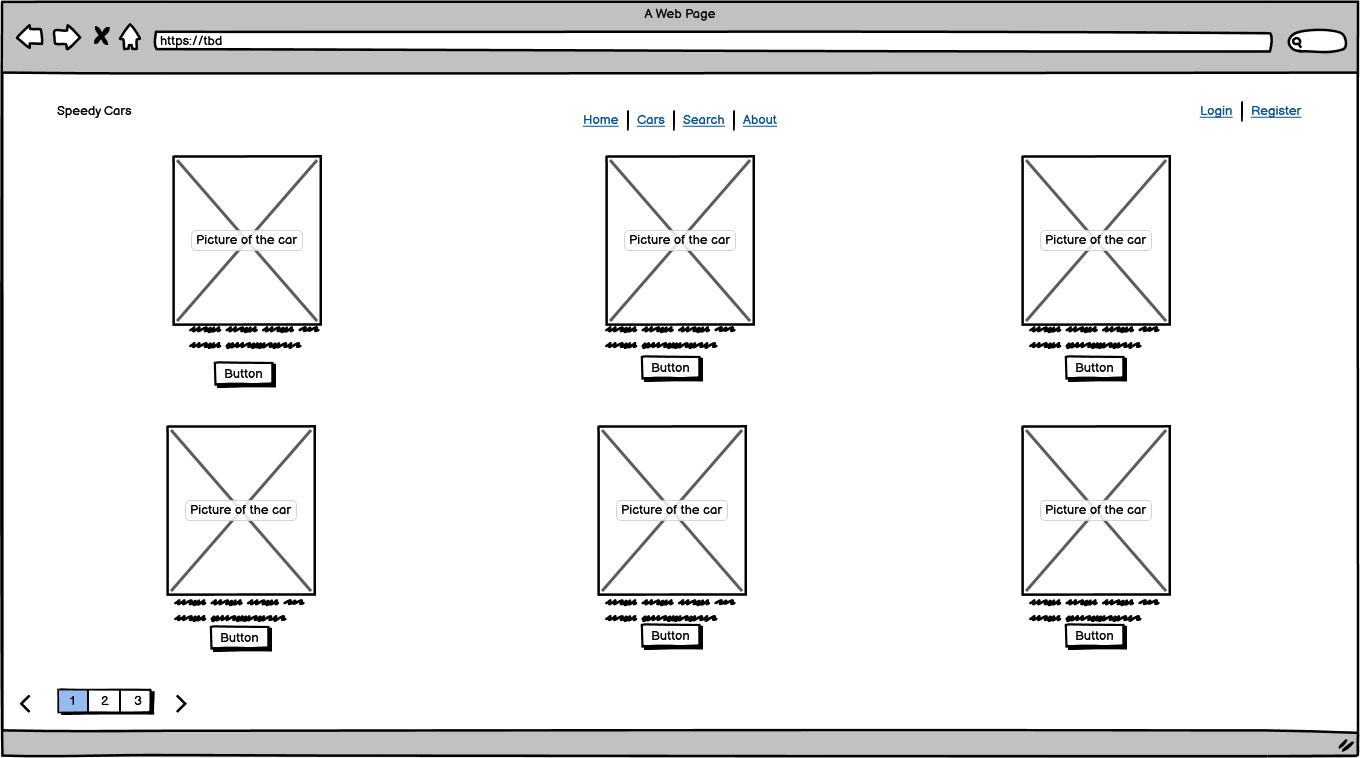 A Web Page
https://tbd
Speedy Cars
Home Cars Search About
Login Register
Picture of the car Picture of the car Picture of the car
Button Button Button
Picture of the car Picture of the car Picture of the car
Button Button Button
1 2 3